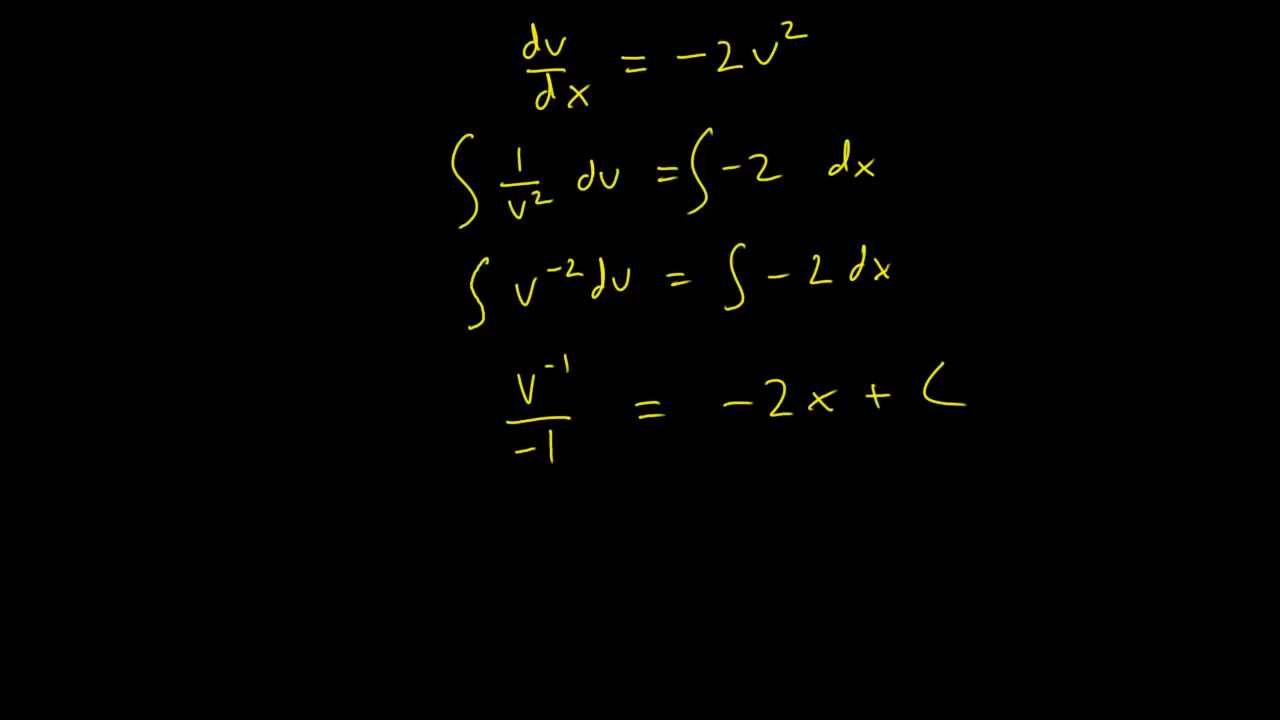 dv/dx = -2v²
∫ 1/v² dv = ∫ -2 dx
∫ v⁻² dv = ∫ -2 dx
v⁻¹/-1 = -2x + C